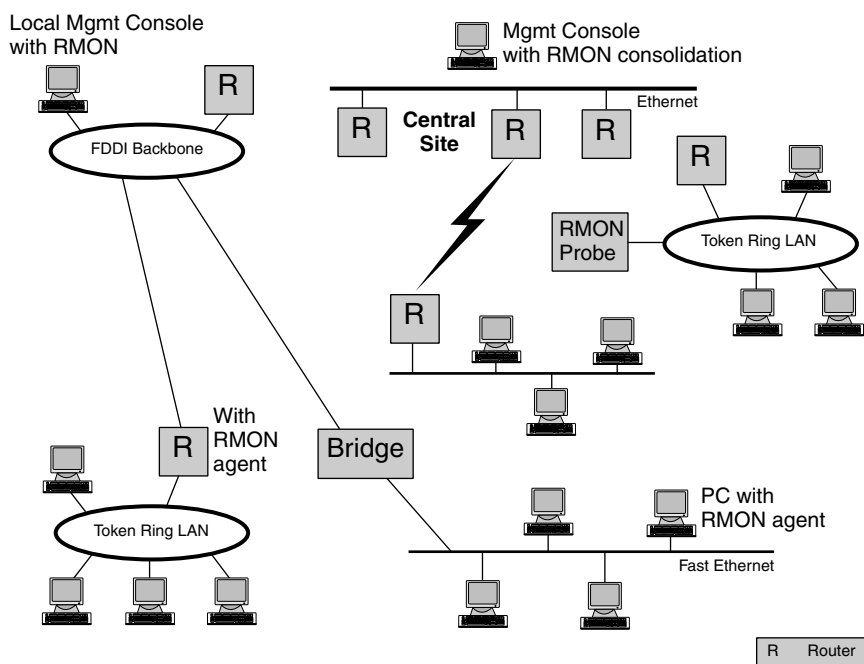 Local Mgmt Console
with RMON
R
FDDI Backbone
Mgmt Console
with RMON consolidation
Ethernet
R
Central
Site
R
R
R
RMON
Probe
Token Ring LAN
R
With
RMON
agent
R
Bridge
Token Ring LAN
PC with
RMON agent
Fast Ethernet
R Router